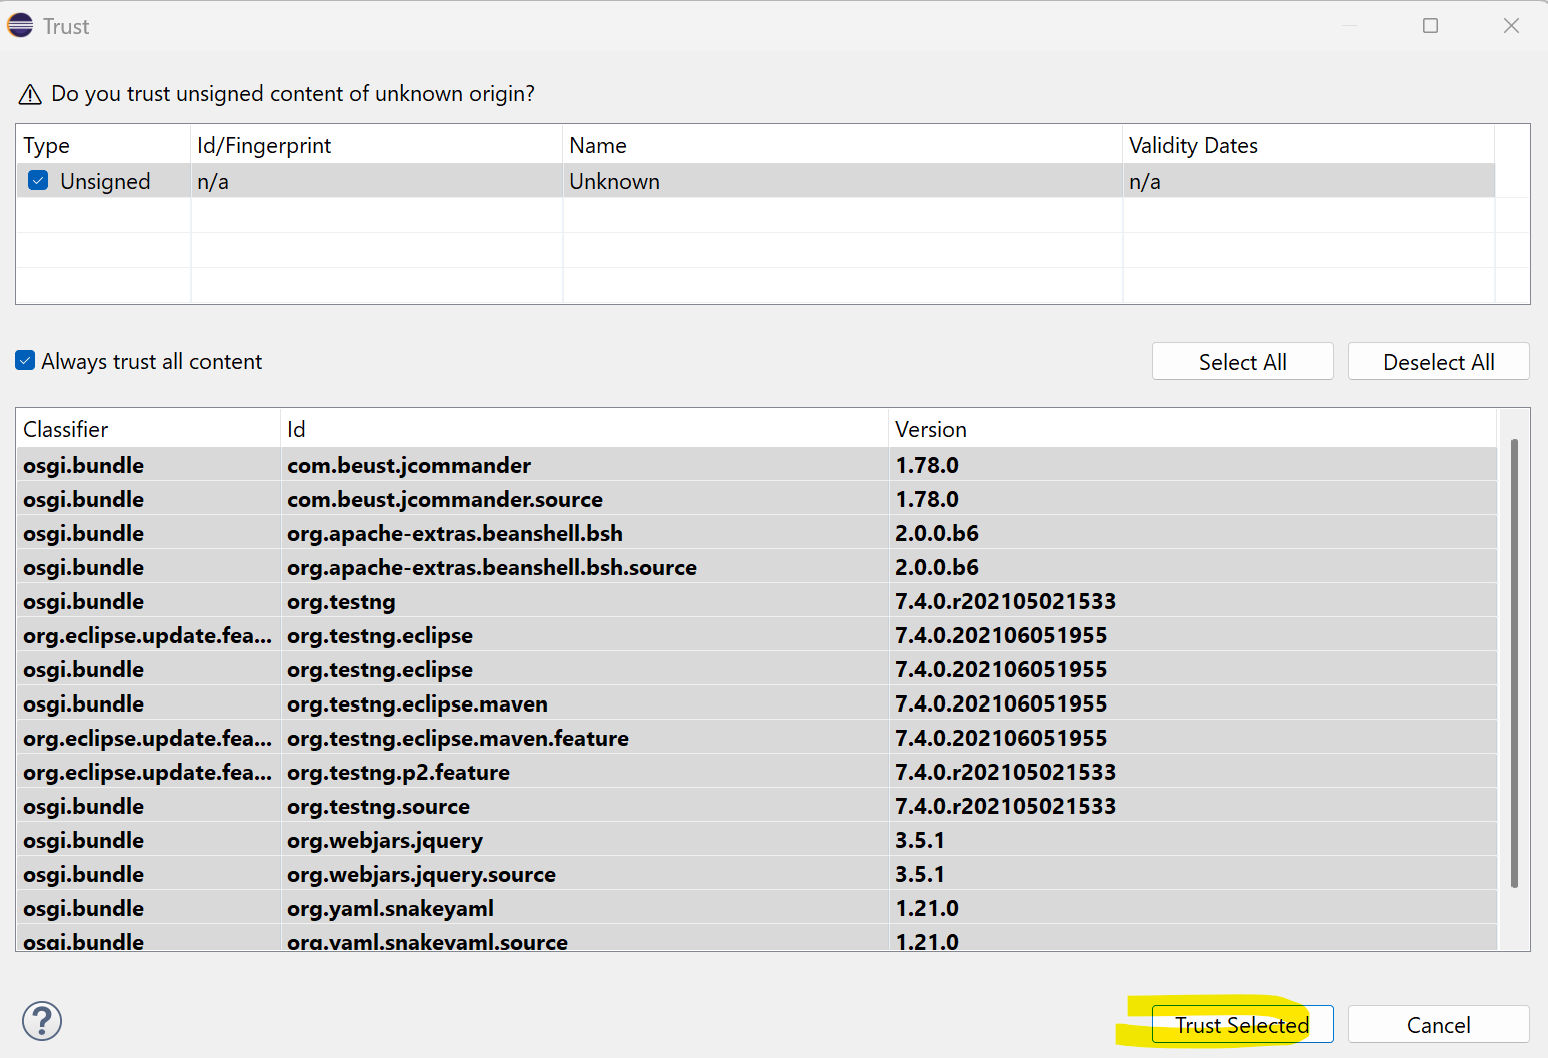 Trust
Do you trust unsigned content of unknown origin?
Type Id/Fingerprint Name Validity Dates
Unsigned n/a Unknown n/a
Always trust all content Select All Deselect All
Classifier Id Version
osgi.bundle com.beust.jcommander 1.78.0
osgi.bundle com.beust.jcommander.source 1.78.0
osgi.bundle org.apache-extras.beanshell.bsh 2.0.0.b6
osgi.bundle org.apache-extras.beanshell.bsh.source 2.0.0.b6
osgi.bundle org.testng 7.4.0.r202105021533
org.eclipse.update.fea... org.testng.eclipse 7.4.0.202106051955
osgi.bundle org.testng.eclipse 7.4.0.202106051955
osgi.bundle org.testng.eclipse.maven 7.4.0.202106051955
org.eclipse.update.fea... org.testng.eclipse.maven.feature 7.4.0.202106051955
org.eclipse.update.fea... org.testng.p2.feature 7.4.0.r202105021533
osgi.bundle org.testng.source 7.4.0.r202105021533
osgi.bundle org.webjars.jquery 3.5.1
osgi.bundle org.webjars.jquery.source 3.5.1
osgi.bundle org.yaml.snakeyaml 1.21.0
osgi.bundle org.yaml.snakeyaml.source 1.21.0
? Trust Selected Cancel